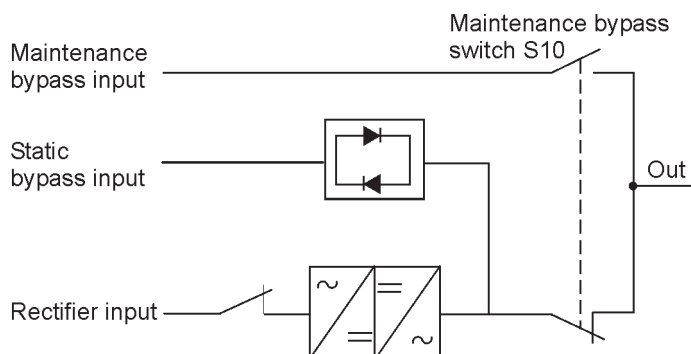 Maintenance bypass
switch S10
Maintenance
bypass input
Static
bypass input
Out
Rectifier input